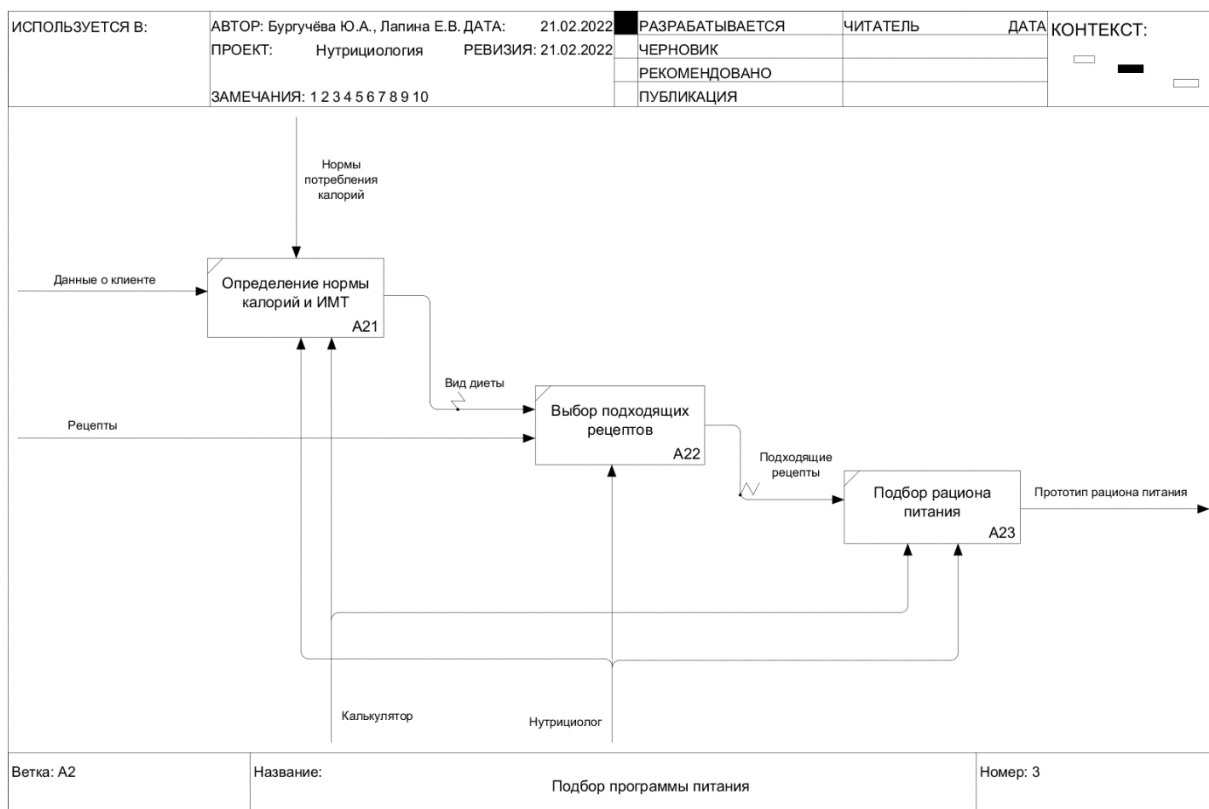 ИСПОЛЬЗУЕТСЯ В:
АВТОР: Бургучёва Ю.А., Лапина Е.В. ДАТА: 21.02.2022
ПРОЕКТ: Нутрициология РЕВИЗИЯ: 21.02.2022
ЗАМЕЧАНИЯ: 1 2 3 4 5 6 7 8 9 10
РАЗРАБАТЫВАЕТСЯ
ЧЕРНОВИК
РЕКОМЕНДОВАНО
ПУБЛИКАЦИЯ
ЧИТАТЕЛЬ ДАТА
КОНТЕКСТ:
Нормы
потребления
калорий
Данные о клиенте
Определение нормы
калорий и ИМТ
A21
Вид диеты
Рецепты
Выбор подходящих
рецептов
A22
Подходящие
рецепты
Подбор рациона
питания
A23
Прототип рациона питания
Калькулятор
Нутрициолог
Ветка: A2
Название:
Подбор программы питания
Номер: 3